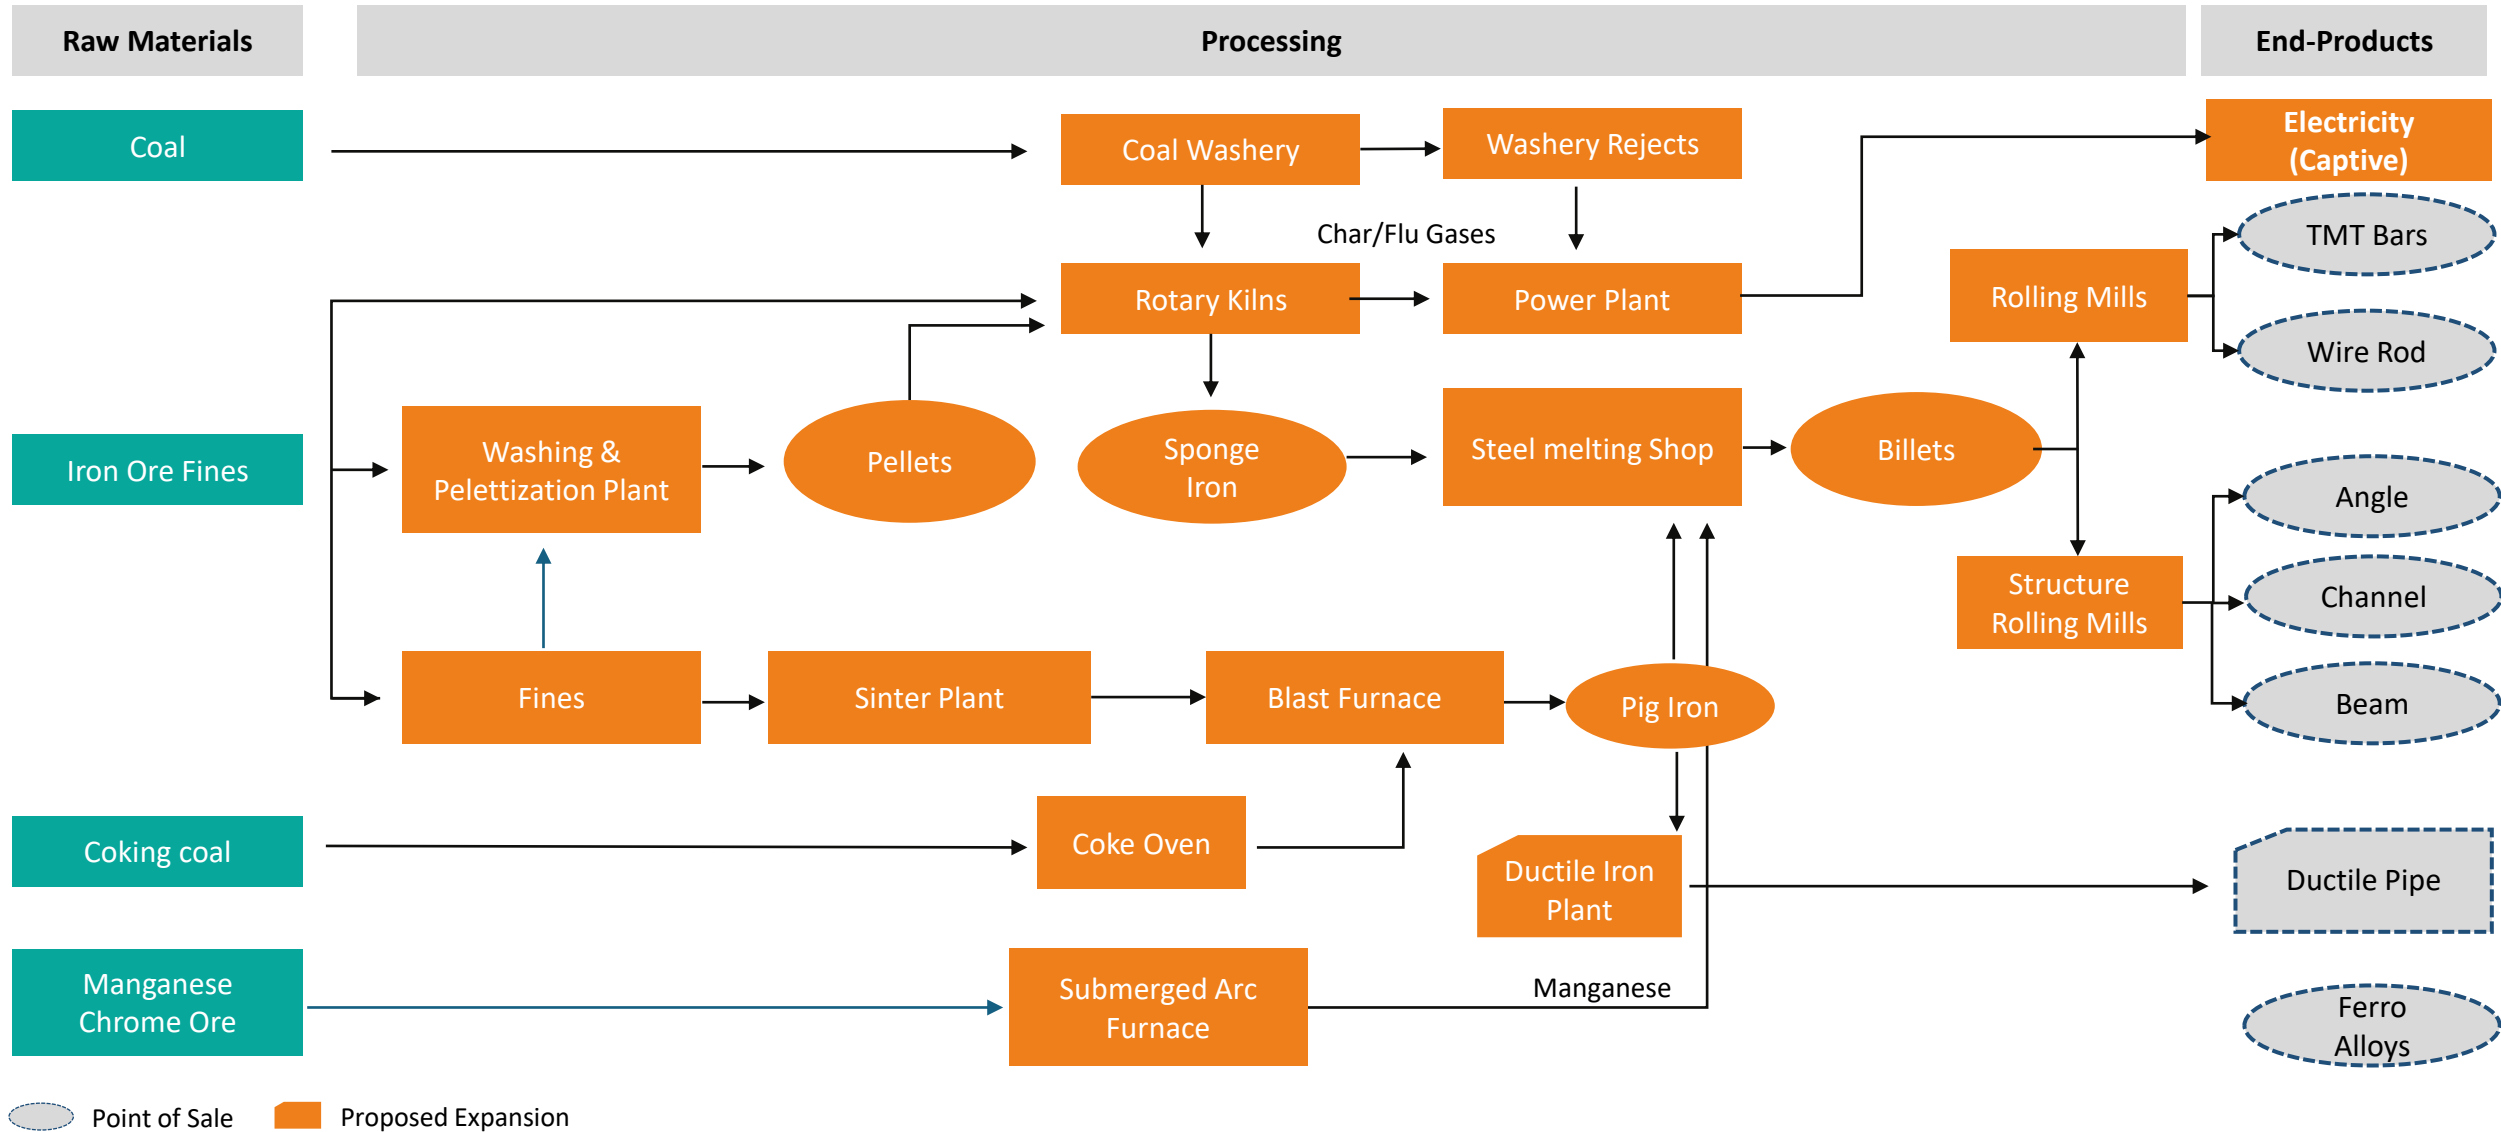 Raw Materials
Processing
End-Products
Coal
Coal Washery
Washery Rejects
Electricity
(Captive)
Char/Flu Gases
TMT Bars
Rotary Kilns
Power Plant
Rolling Mills
Wire Rod
Iron Ore Fines
Washing &
Pelettization Plant
Pellets
Sponge
Iron
Steel melting Shop
Billets
Angle
Structure
Rolling Mills
Channel
Fines
Sinter Plant
Blast Furnace
Pig Iron
Beam
Coking coal
Coke Oven
Ductile Iron
Plant
Ductile Pipe
Manganese
Chrome Ore
Submerged Arc
Furnace
Manganese
Ferro
Alloys
Point of Sale
Proposed Expansion